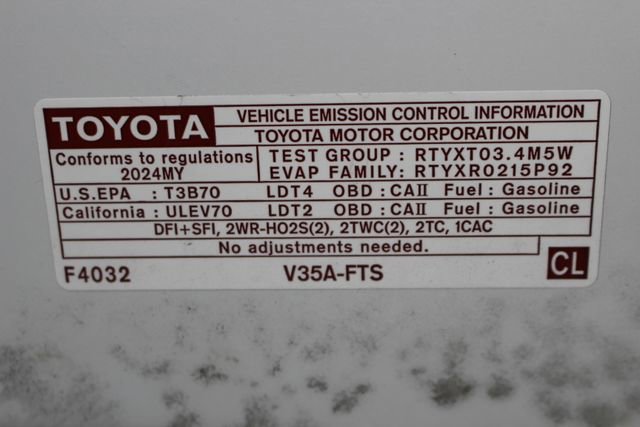 TOYOTA VEHICLE EMISSION CONTROL INFORMATION
TOYOTA MOTOR CORPORATION
Conforms to regulations TEST GROUP : RTYXT03.4M5W
2024MY EVAP FAMILY: RTYXR0215P92
U.S.EPA : T3B70 LDT4 OBD : CAII Fuel : Gasoline
California : ULEV70 LDT2 OBD : CAII Fuel : Gasoline
DFI+SFI, 2WR-HO2S(2), 2TWC(2), 2TC, 1CAC
No adjustments needed.
F4032 V35A-FTS CL